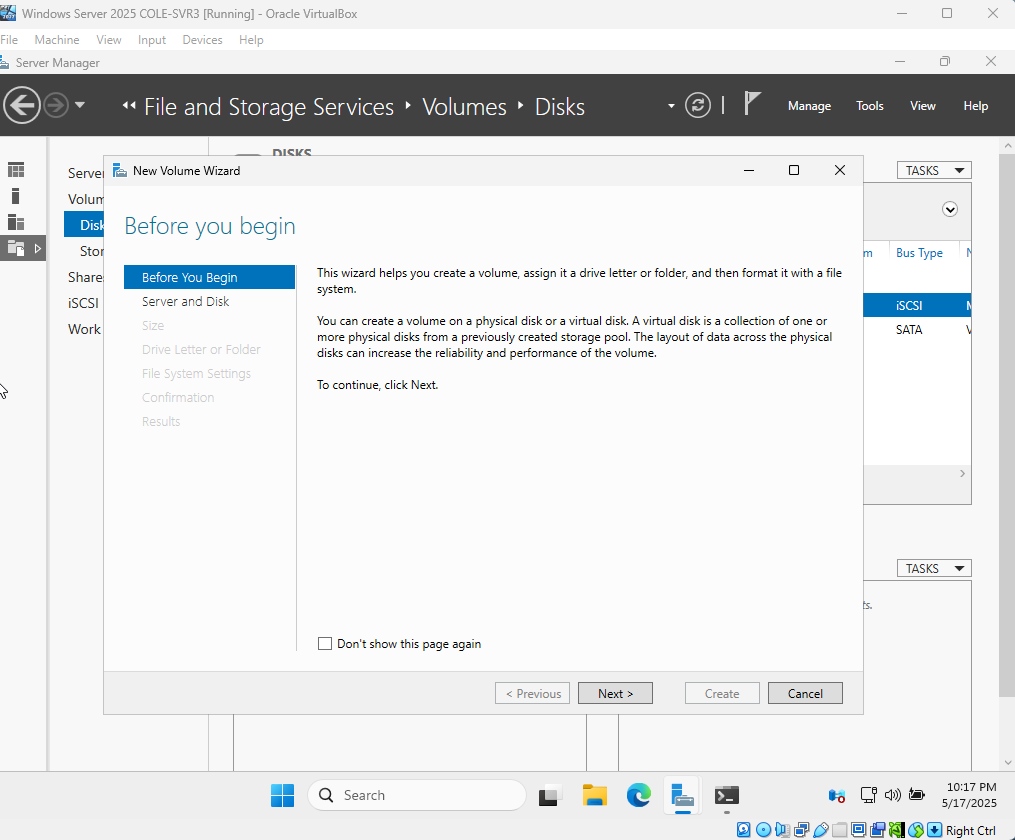 Windows Server 2025 COLE-SVR3 [Running] - Oracle VirtualBox
File Machine View Input Devices Help
Server Manager
File and Storage Services Volumes Disks
Manage Tools View Help
DISKS
TASKS
Server
Volum
Disk
Stor
Shares
iSCSI
Work
New Volume Wizard
Before you begin
Before You Begin
Server and Disk
Size
Drive Letter or Folder
File System Settings
Confirmation
Results
This wizard helps you create a volume, assign it a drive letter or folder, and then format it with a file
system.
You can create a volume on a physical disk or a virtual disk. A virtual disk is a collection of one or
more physical disks from a previously created storage pool. The layout of data across the physical
disks can increase the reliability and performance of the volume.
To continue, click Next.
Don't show this page again
< Previous Next > Create Cancel
m Bus Type N
iSCSI
SATA
TASKS
ts.
Search
10:17 PM
5/17/2025
Right Ctrl